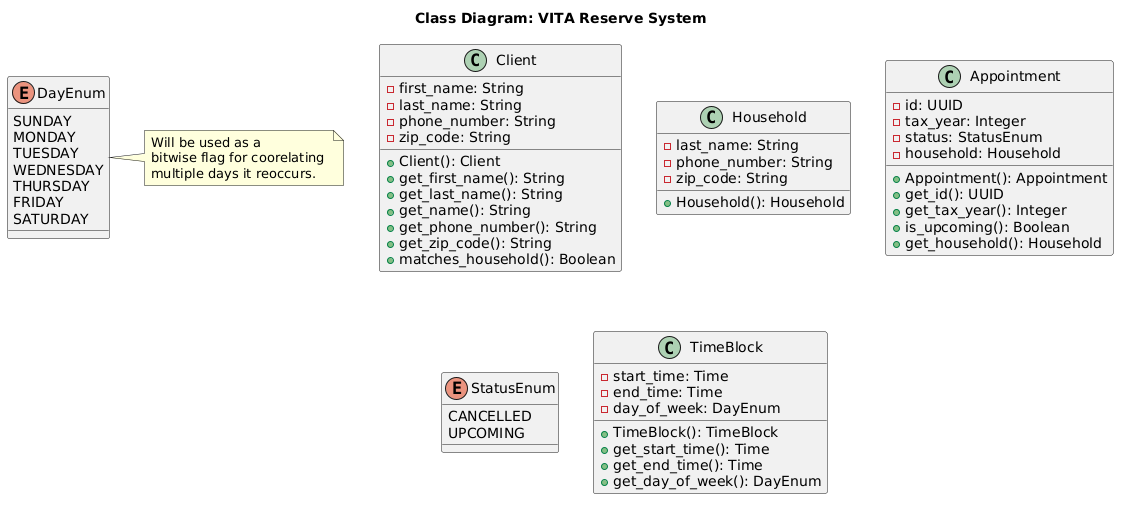 Class Diagram: VITA Reserve System
E DayEnum
SUNDAY
MONDAY
TUESDAY
WEDNESDAY
THURSDAY
FRIDAY
SATURDAY
Will be used as a
bitwise flag for coorelating
multiple days it reoccurs.
C Client
first_name: String
last_name: String
phone_number: String
zip_code: String
Client(): Client
get_first_name(): String
get_last_name(): String
get_name(): String
get_phone_number(): String
get_zip_code(): String
matches_household(): Boolean
C Household
last_name: String
phone_number: String
zip_code: String
Household(): Household
C Appointment
id: UUID
tax_year: Integer
status: StatusEnum
household: Household
Appointment(): Appointment
get_id(): UUID
get_tax_year(): Integer
is_upcoming(): Boolean
get_household(): Household
E StatusEnum
CANCELLED
UPCOMING
C TimeBlock
start_time: Time
end_time: Time
day_of_week: DayEnum
TimeBlock(): TimeBlock
get_start_time(): Time
get_end_time(): Time
get_day_of_week(): DayEnum